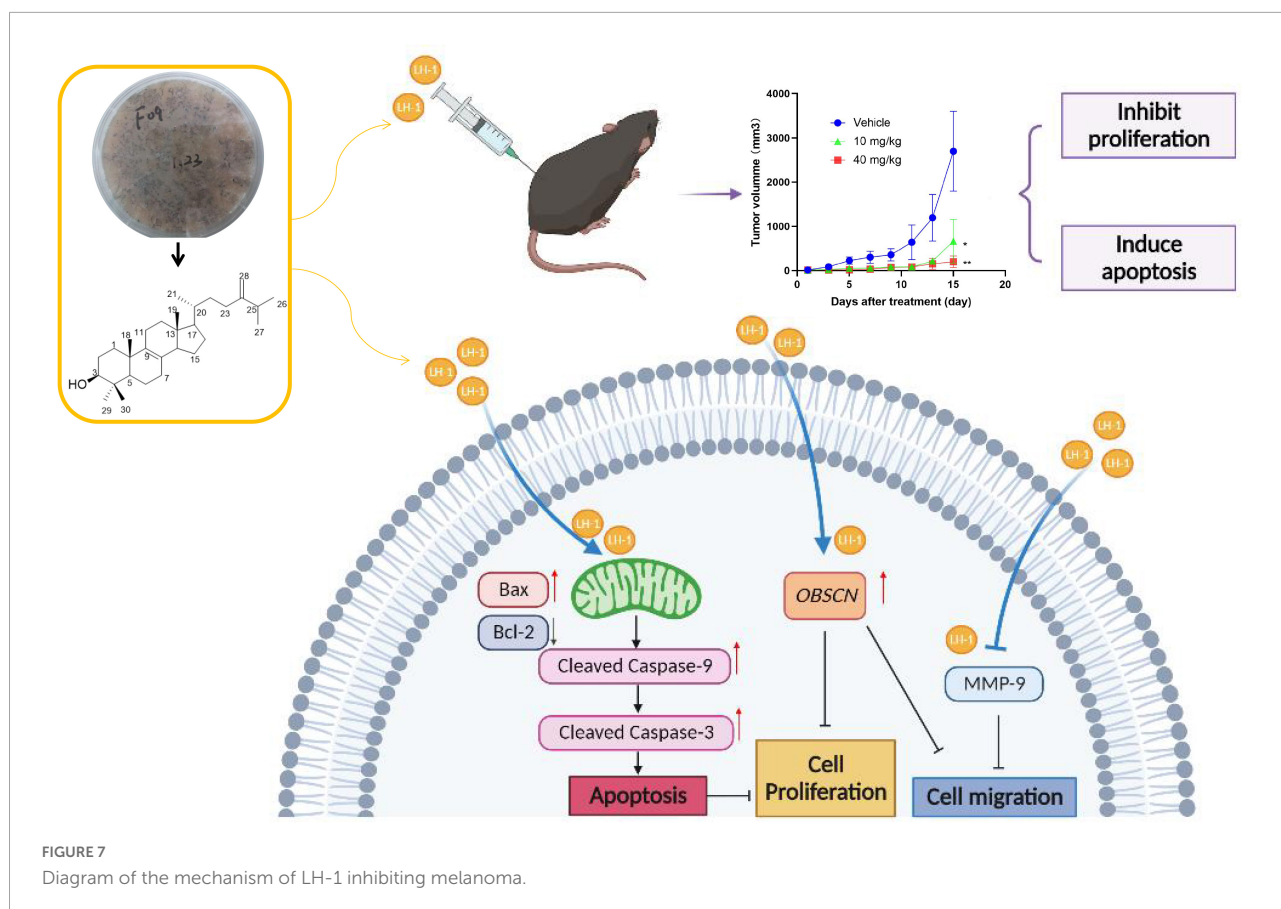 F09
1.23
28
21
26
20
23
25
27
19
11
18
13
17
1
9
15
3
5
7
HO
29
30
LH-1
LH-1
4000
3000
2000
1000
0
Tumor volumme (mm3)
Vehicle
10 mg/kg
40 mg/kg
*
**
0 5 10 15 20
Days after treatment (day)
Inhibit
proliferation
Induce
apoptosis
LH-1
LH-1
LH-1
LH-1
LH-1
LH-1
LH-1
LH-1
LH-1
LH-1
LH-1
LH-1
Bax
Bcl-2
Cleaved Caspase-9
Cleaved Caspase-3
Apoptosis
OBSCN
Cell
Proliferation
MMP-9
Cell migration
FIGURE 7
Diagram of the mechanism of LH-1 inhibiting melanoma.